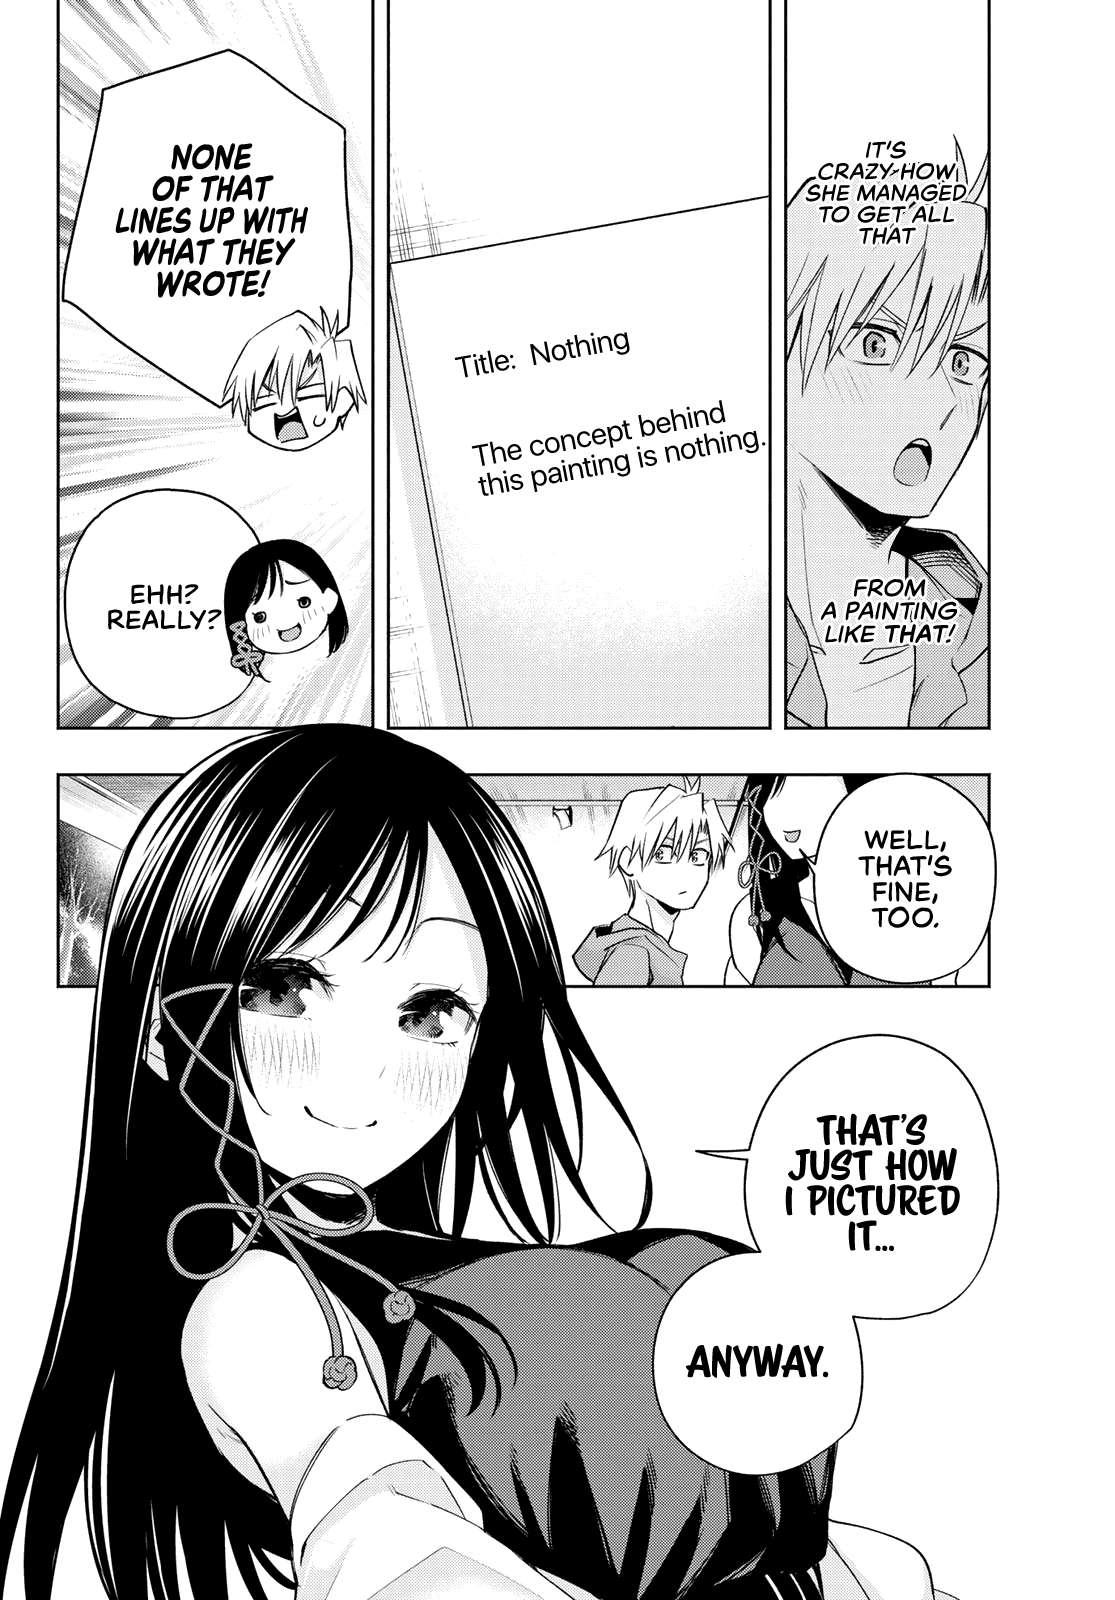 IT'S
CRAZY HOW
SHE MANAGED
TO GET ALL
THAT
FROM
A PAINTING
LIKE THAT!
Title: Nothing
The concept behind
this painting is nothing.
NONE
OF THAT
LINES UP WITH
WHAT THEY
WROTE!
EHH?
REALLY?
WELL,
THAT'S
FINE,
TOO.
THAT'S
JUST HOW
I PICTURED
IT...
ANYWAY.